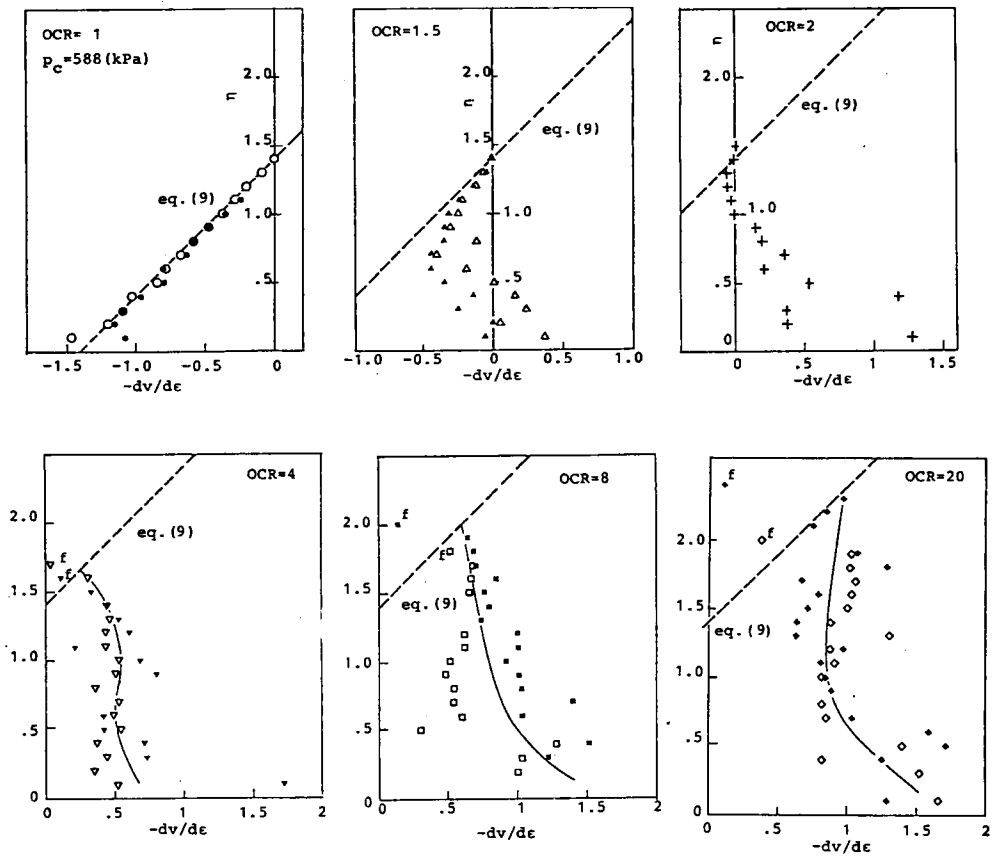 OCR= 1
p_c=588(kPa)
η
2.0
1.5
eq.(9)
1.0
.5
−1.5 −1.0 −0.5 0
-dv/dε
OCR=1.5
η
2.0
eq.(9)
1.5
1.0
.5
−1.0 −0.5 0 0.5 1.0
-dv/dε
η
OCR=2
2.0
eq.(9)
1.0
.5
0
0 .5 1 1.5
-dv/dε
OCR=4
2.0
eq.(9)
f
f
1.5
1.0
.5
0
0 .5 1 1.5 2
-dv/dε
OCR=8
f
2.0
f
1.5
eq.(9)
1.0
.5
0
0 .5 1 1.5 2
-dv/dε
OCR=20
f
2.0
f
1.5
eq.(9)
1.0
.5
0
0 .5 1 1.5 2
-dv/dε